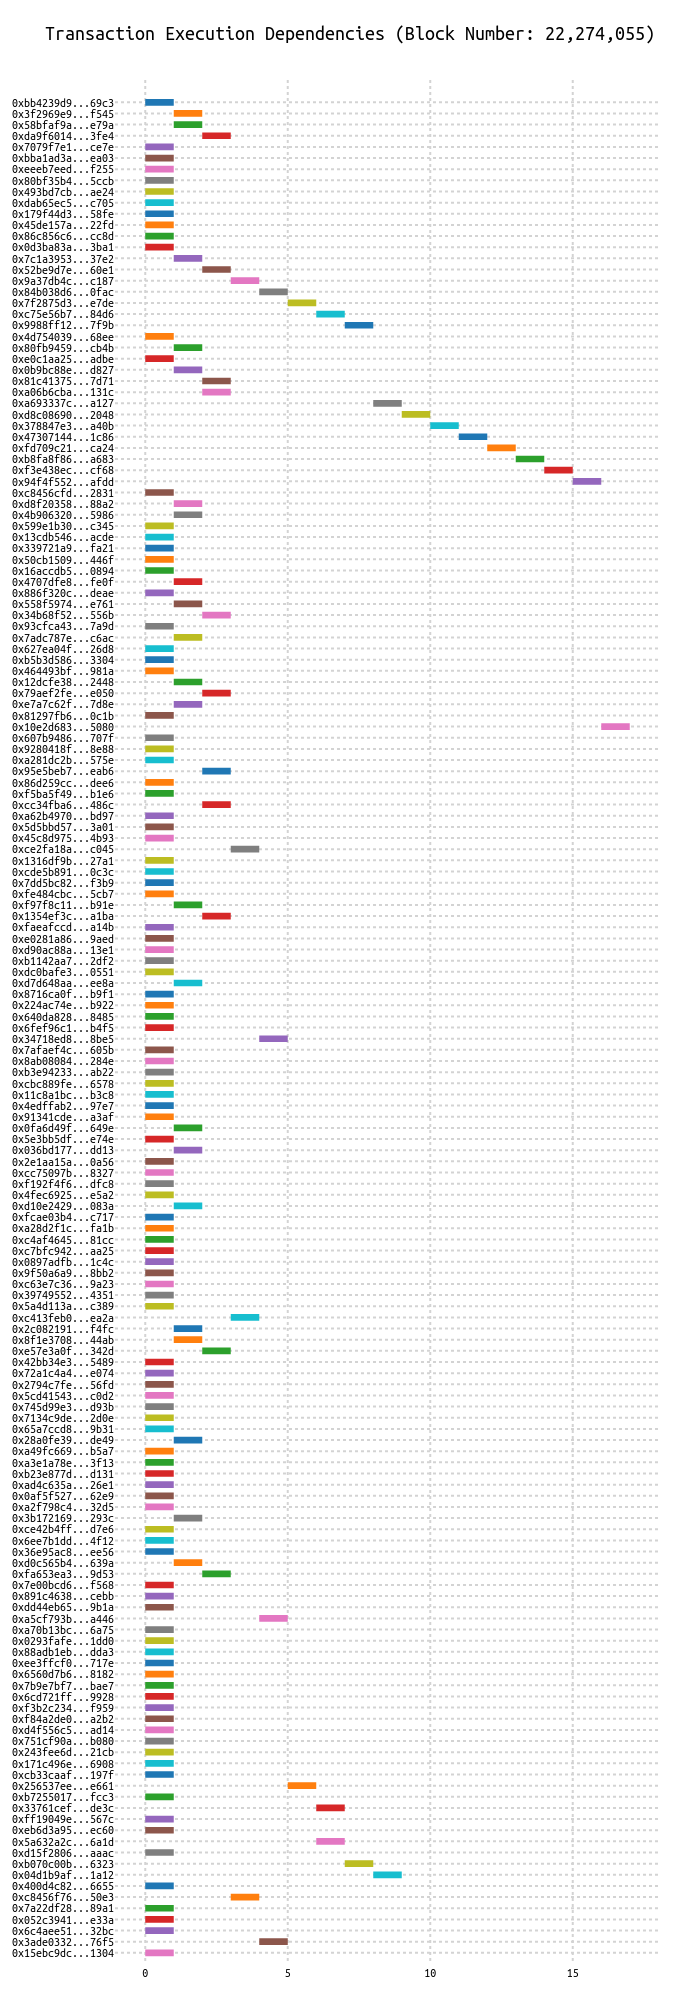 Transaction Execution Dependencies (Block Number: 22,274,055)
0xbb4239d9...69c3
0x3f2969e9...f545
0x58bfaf9a...e79a
0xda9f6014...3fe4
0x7079f7e1...ce7e
0xbba1ad3a...ea03
0xeeeb7eed...f255
0x80bf35b4...5ccb
0x493bd7cb...ae24
0xdab65ec5...c705
0x179f44d3...58fe
0x45de157a...22fd
0x86c856c6...cc8d
0x0d3ba83a...3ba1
0x7c1a3953...37e2
0x52be9d7e...60e1
0x9a37db4c...c187
0x84b038d6...0fac
0x7f2875d3...e7de
0xc75e56b7...84d6
0x9988ff12...7f9b
0x4d754039...68ee
0x80fb9459...cb4b
0xe0c1aa25...adbe
0x0b9bc88e...d827
0x81c41375...7d71
0xa06b6cba...131c
0xa693337c...a127
0xd8c08690...2048
0x378847e3...a40b
0x47307144...1c86
0xfd709c21...ca24
0xb8fa8f86...a683
0xf3e438ec...cf68
0x94f4f552...afdd
0xc8456cfd...2831
0xd8f20358...88a2
0x4b906320...5986
0x599e1b30...c345
0x13cdb546...acde
0x339721a9...fa21
0x50cb1509...446f
0x16accdb5...0894
0x4707dfe8...fe0f
0x886f320c...deae
0x558f5974...e761
0x34b68f52...556b
0x93cfca43...7a9d
0x7adc787e...c6ac
0x627ea04f...26d8
0xb5b3d586...3304
0x464493bf...981a
0x12dcfe38...2448
0x79aef2fe...e050
0xe7a7c62f...7d8e
0x81297fb6...0c1b
0x10e2d683...5080
0x607b9486...707f
0x9280418f...8e88
0xa281dc2b...575e
0x95e5beb7...eab6
0x86d259cc...dee6
0xf5ba5f49...b1e6
0xcc34fba6...486c
0xa62b4970...bd97
0x5d5bbd57...3a01
0x45c8d975...4b93
0xce2fa18a...c045
0x1316df9b...27a1
0xcde5b891...0c3c
0x7dd5bc82...f3b9
0xfe484cbc...5cb7
0xf97f8c11...b91e
0x1354ef3c...a1ba
0xfaeafccd...a14b
0xe0281a86...9aed
0xd90ac88a...13e1
0xb1142aa7...2df2
0xdc0bafe3...0551
0xd7d648aa...ee8a
0x8716ca0f...b9f1
0x224ac74e...b922
0x640da828...8485
0x6fef96c1...b4f5
0x34718ed8...8be5
0x7afaef4c...605b
0x8ab08084...284e
0xb3e94233...ab22
0xcbc889fe...6578
0x11c8a1bc...b3c8
0x4edffab2...97e7
0x91341cde...a3af
0x0fa6d49f...649e
0x5e3bb5df...e74e
0x036bd177...dd13
0x2e1aa15a...0a56
0xcc75097b...8327
0xf192f4f6...dfc8
0x4fec6925...e5a2
0xd10e2429...083a
0xfcae03b4...c717
0xa28d2f1c...fa1b
0xc4af4645...81cc
0xc7bfc942...aa25
0x0897adfb...1c4c
0x9f50a6a9...8bb2
0xc63e7c36...9a23
0x39749552...4351
0x5a4d113a...c389
0xc413feb0...ea2a
0x2c082191...f4fc
0x8f1e3708...44ab
0xe57e3a0f...342d
0x42bb34e3...5489
0x72a1c4a4...e074
0x2794c7fe...56fd
0x5cd41543...c0d2
0x745d99e3...d93b
0x7134c9de...2d0e
0x65a7ccd8...9b31
0x28a0fe39...de49
0xa49fc669...b5a7
0xa3e1a78e...3f13
0xb23e877d...d131
0xad4c635a...26e1
0x0af5f527...62e9
0xa2f798c4...32d5
0x3b172169...293c
0xce42b4ff...d7e6
0x6ee7b1dd...4f12
0x36e95ac8...ee56
0xd0c565b4...639a
0xfa653ea3...9d53
0x7e00bcd6...f568
0x891c4638...cebb
0xdd44eb65...9b1a
0xa5cf793b...a446
0xa70b13bc...6a75
0x0293fafe...1dd0
0x88adb1eb...dda3
0xee3ffcf0...717e
0x6560d7b6...8182
0x7b9e7bf7...bae7
0x6cd721ff...9928
0xf3b2c234...f959
0xf84a2de0...a2b2
0xd4f556c5...ad14
0x751cf90a...b080
0x243fee6d...21cb
0x171c496e...6908
0xcb33caaf...197f
0x256537ee...e661
0xb7255017...fcc3
0x33761cef...de3c
0xff19049e...567c
0xeb6d3a95...ec60
0x5a632a2c...6a1d
0xd15f2806...aaac
0xb070c00b...6323
0x04d1b9af...1a12
0x400d4c82...6655
0xc8456f76...50e3
0x7a22df28...89a1
0x052c3941...e33a
0x6c4aee51...32bc
0x3ade0332...76f5
0x15ebc9dc...1304
0 5 10 15